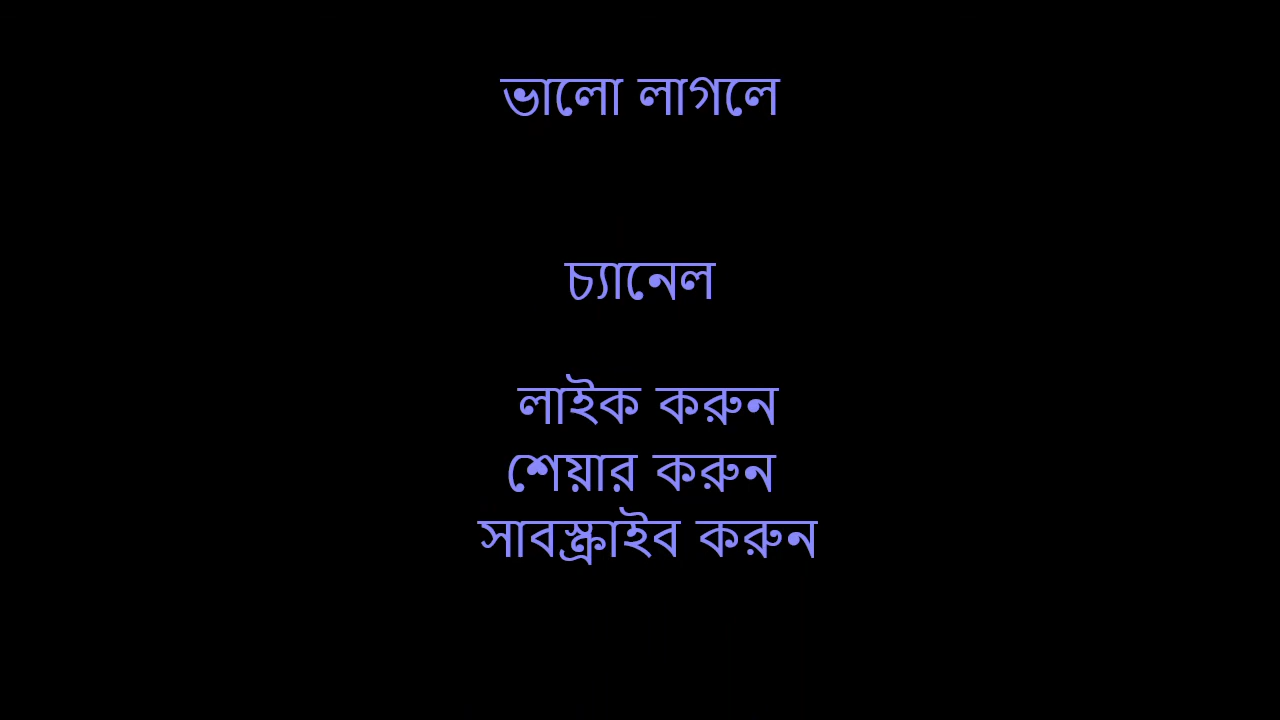 ভালো লাগলে
চ্যানেল
লাইক করুন
শেয়ার করুন
সাবস্ক্রাইব করুন